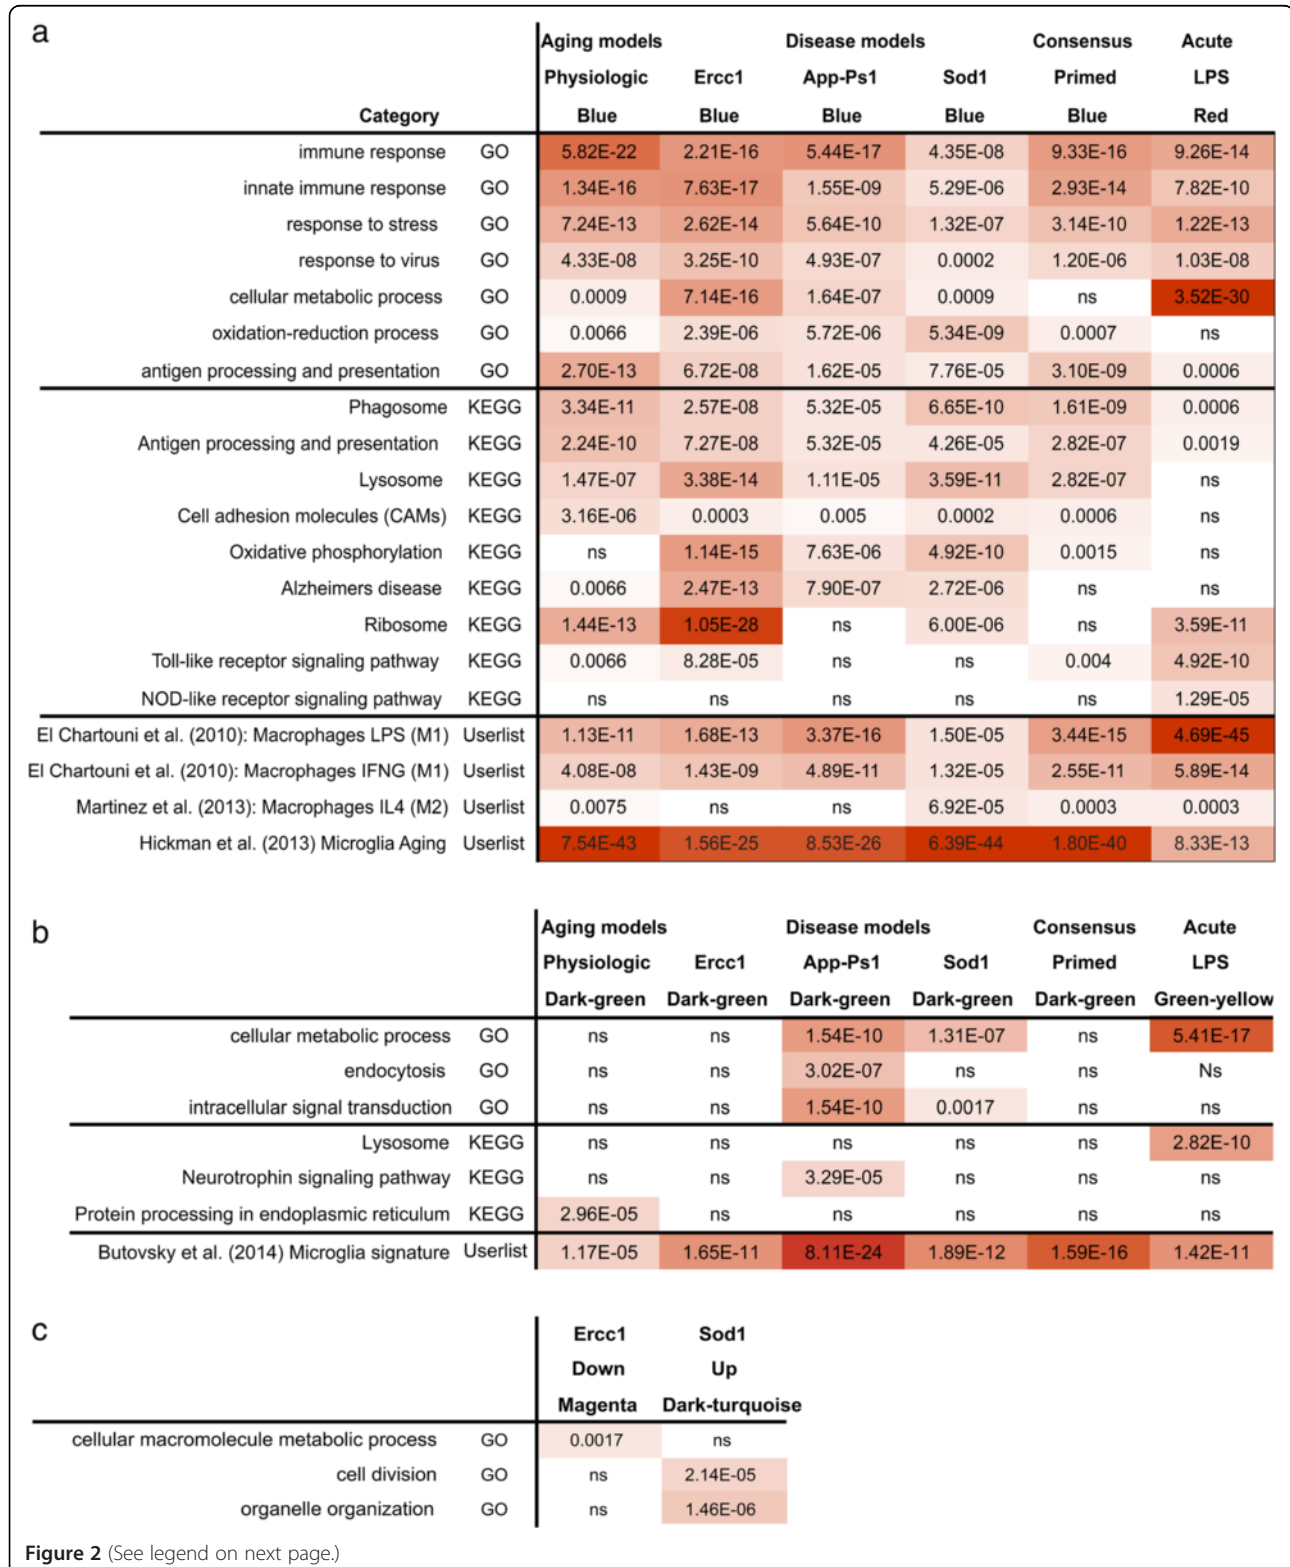 a
Aging models Disease models Consensus Acute
Physiologic Ercc1 App-Ps1 Sod1 Primed LPS
Category Blue Blue Blue Blue Blue Red
immune response GO 5.82E-22 2.21E-16 5.44E-17 4.35E-08 9.33E-16 9.26E-14
innate immune response GO 1.34E-16 7.63E-17 1.55E-09 5.29E-06 2.93E-14 7.82E-10
response to stress GO 7.24E-13 2.62E-14 5.64E-10 1.32E-07 3.14E-10 1.22E-13
response to virus GO 4.33E-08 3.25E-10 4.93E-07 0.0002 1.20E-06 1.03E-08
cellular metabolic process GO 0.0009 7.14E-16 1.64E-07 0.0009 ns 3.52E-30
oxidation-reduction process GO 0.0066 2.39E-06 5.72E-06 5.34E-09 0.0007 ns
antigen processing and presentation GO 2.70E-13 6.72E-08 1.62E-05 7.76E-05 3.10E-09 0.0006
Phagosome KEGG 3.34E-11 2.57E-08 5.32E-05 6.65E-10 1.61E-09 0.0006
Antigen processing and presentation KEGG 2.24E-10 7.27E-08 5.32E-05 4.26E-05 2.82E-07 0.0019
Lysosome KEGG 1.47E-07 3.38E-14 1.11E-05 3.59E-11 2.82E-07 ns
Cell adhesion molecules (CAMs) KEGG 3.16E-06 0.0003 0.005 0.0002 0.0006 ns
Oxidative phosphorylation KEGG ns 1.14E-15 7.63E-06 4.92E-10 0.0015 ns
Alzheimers disease KEGG 0.0066 2.47E-13 7.90E-07 2.72E-06 ns ns
Ribosome KEGG 1.44E-13 1.05E-28 ns 6.00E-06 ns 3.59E-11
Toll-like receptor signaling pathway KEGG 0.0066 8.28E-05 ns ns 0.004 4.92E-10
NOD-like receptor signaling pathway KEGG ns ns ns ns ns 1.29E-05
El Chartouni et al. (2010): Macrophages LPS (M1) Userlist 1.13E-11 1.68E-13 3.37E-16 1.50E-05 3.44E-15 4.69E-45
El Chartouni et al. (2010): Macrophages IFNG (M1) Userlist 4.08E-08 1.43E-09 4.89E-11 1.32E-05 2.55E-11 5.89E-14
Martinez et al. (2013): Macrophages IL4 (M2) Userlist 0.0075 ns ns 6.92E-05 0.0003 0.0003
Hickman et al. (2013) Microglia Aging Userlist 7.54E-43 1.56E-25 8.53E-26 6.39E-44 1.80E-40 8.33E-13
b
Aging models Disease models Consensus Acute
Physiologic Ercc1 App-Ps1 Sod1 Primed LPS
Dark-green Dark-green Dark-green Dark-green Dark-green Green-yellow
cellular metabolic process GO ns ns 1.54E-10 1.31E-07 ns 5.41E-17
endocytosis GO ns ns 3.02E-07 ns ns Ns
intracellular signal transduction GO ns ns 1.54E-10 0.0017 ns ns
Lysosome KEGG ns ns ns ns ns 2.82E-10
Neurotrophin signaling pathway KEGG ns ns 3.29E-05 ns ns ns
Protein processing in endoplasmic reticulum KEGG 2.96E-05 ns ns ns ns ns
Butovsky et al. (2014) Microglia signature Userlist 1.17E-05 1.65E-11 8.11E-24 1.89E-12 1.59E-16 1.42E-11
c
Ercc1 Sod1
Down Up
Magenta Dark-turquoise
cellular macromolecule metabolic process GO 0.0017 ns
cell division GO ns 2.14E-05
organelle organization GO ns 1.46E-06
Figure 2 (See legend on next page.)